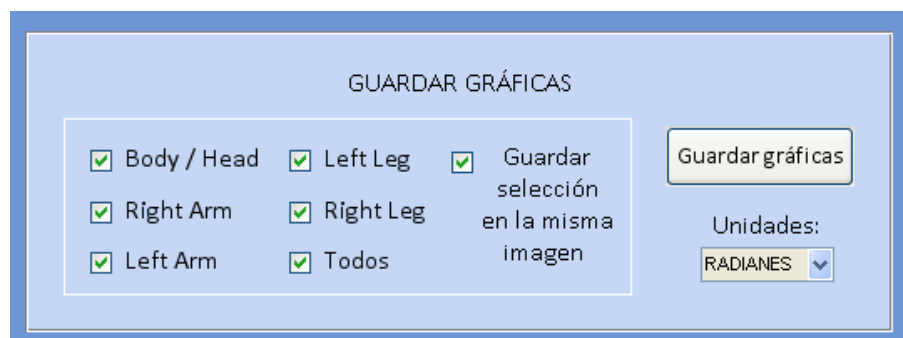 GUARDAR GRÁFICAS
Body / Head
Right Arm
Left Arm
Left Leg
Right Leg
Todos
Guardar
selección
en la misma
imagen
Guardar gráficas
Unidades:
RADIANES